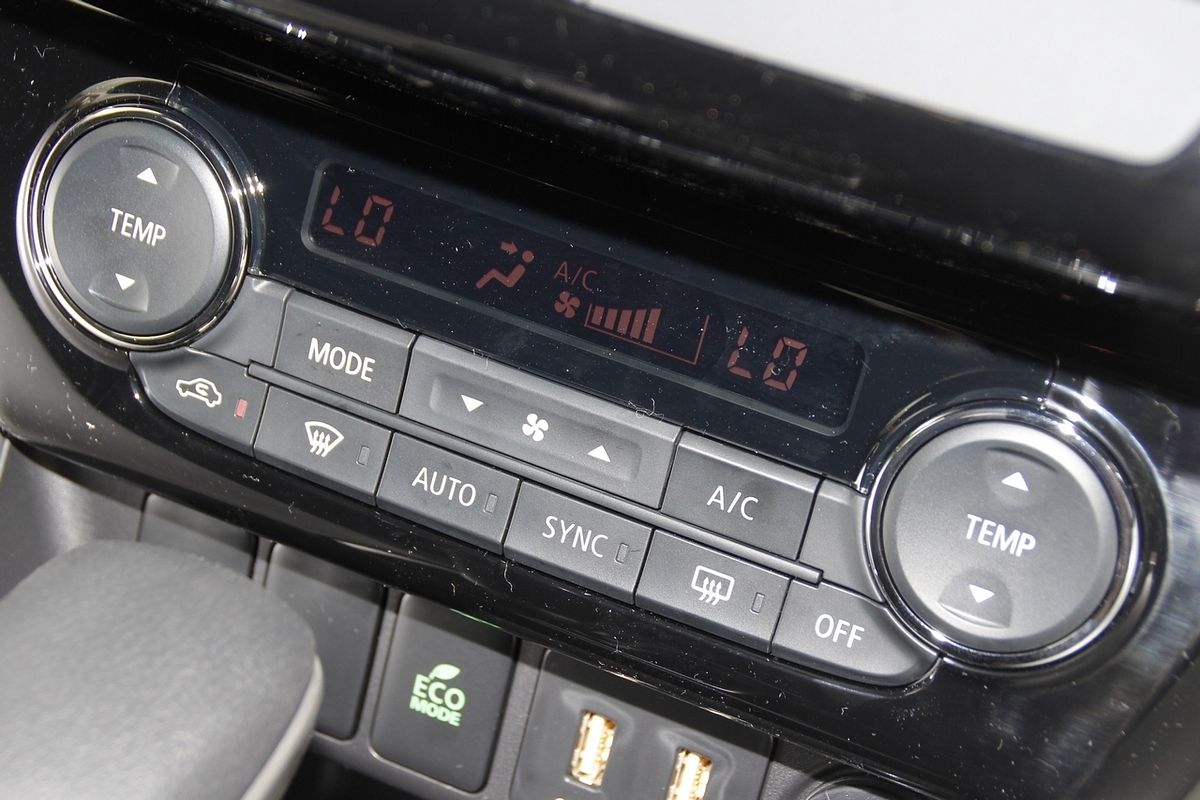 LO
A/C
LO
TEMP
MODE
A/C
TEMP
AUTO
SYNC
OFF
ECO
MODE